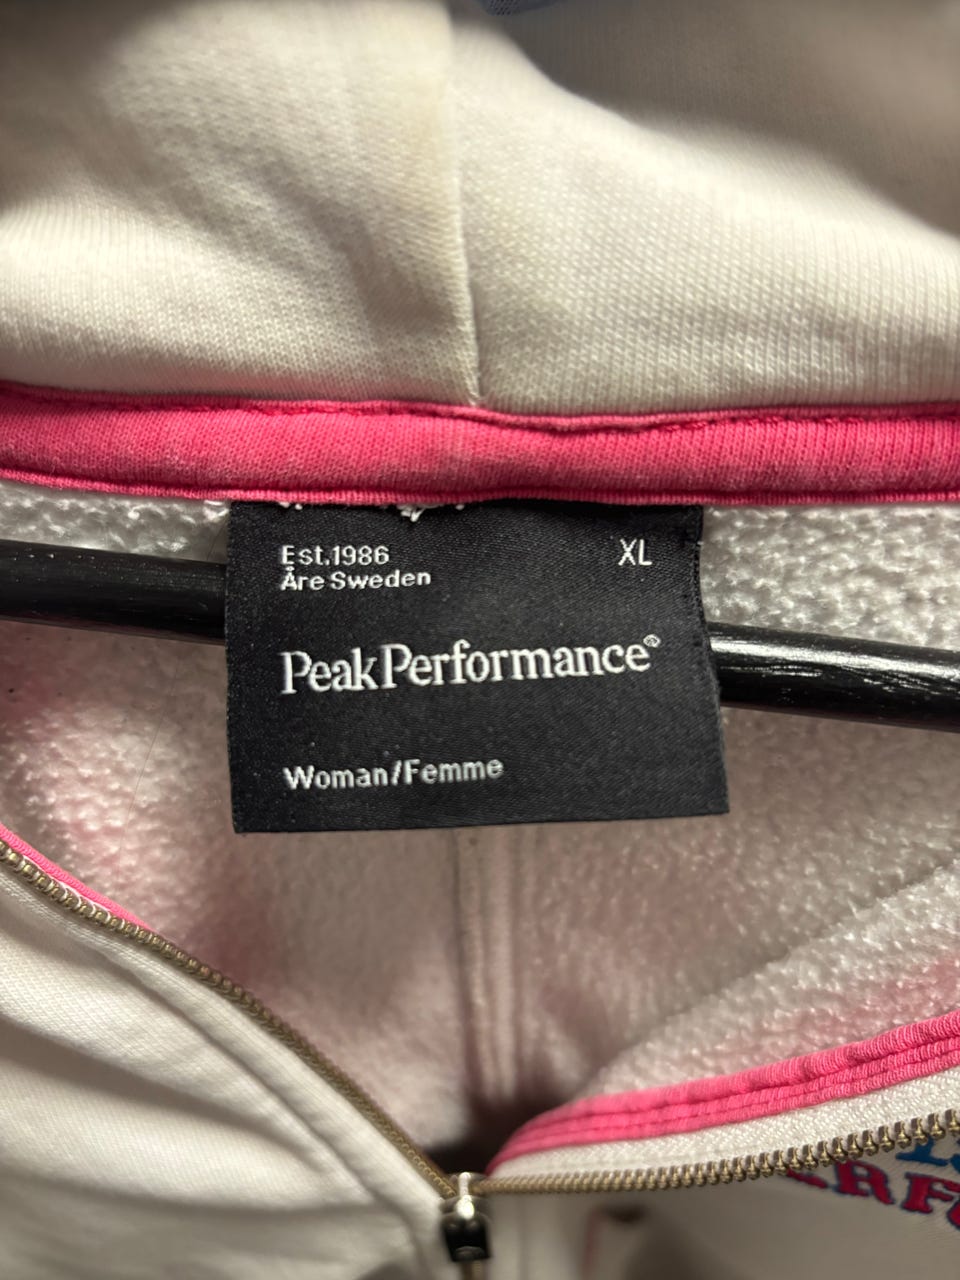 Est.1986
XL
Åre Sweden
PeakPerformance®
Woman/Femme